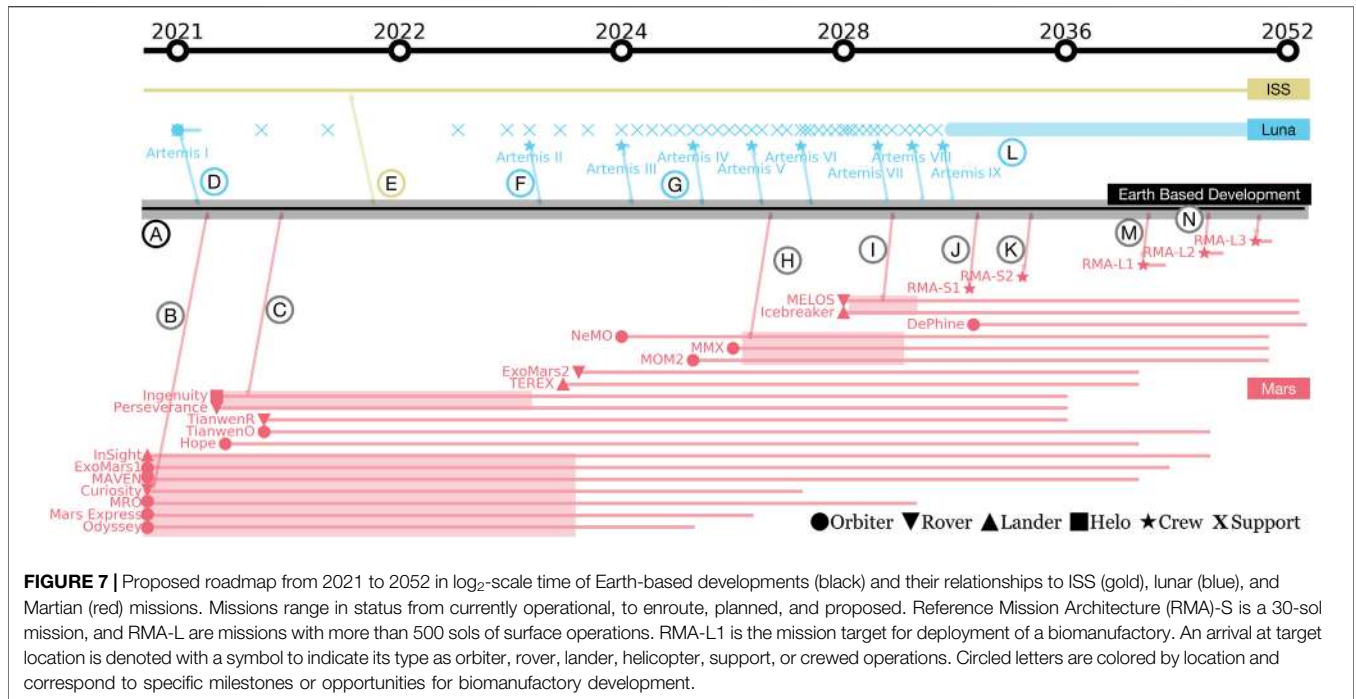 2021 2022 2024 2028 2036 2052
ISS
Luna
Artemis I
Artemis II
Artemis III
Artemis IV
Artemis V
Artemis VI
Artemis VII
Artemis VIII
Artemis IX
D
E
F
G
L
Earth Based Development
A
B
C
H
I
J
K
M
N
RMA-L3
RMA-L2
RMA-L1
RMA-S2
RMA-S1
MELOS
Icebreaker
DePhine
NeMO
MMX
MOM2
ExoMars2
TEREX
Mars
Ingenuity
Perseverance
TianwenR
TianwenO
Hope
InSight
ExoMars1
MAVEN
Curiosity
MRO
Mars Express
Odyssey
Orbiter Rover Lander Helo Crew X Support
FIGURE 7 | Proposed roadmap from 2021 to 2052 in log2-scale time of Earth-based developments (black) and their relationships to ISS (gold), lunar (blue), and
Martian (red) missions. Missions range in status from currently operational, to enroute, planned, and proposed. Reference Mission Architecture (RMA)-S is a 30-sol
mission, and RMA-L are missions with more than 500 sols of surface operations. RMA-L1 is the mission target for deployment of a biomanufactory. An arrival at target
location is denoted with a symbol to indicate its type as orbiter, rover, lander, helicopter, support, or crewed operations. Circled letters are colored by location and
correspond to specific milestones or opportunities for biomanufactory development.